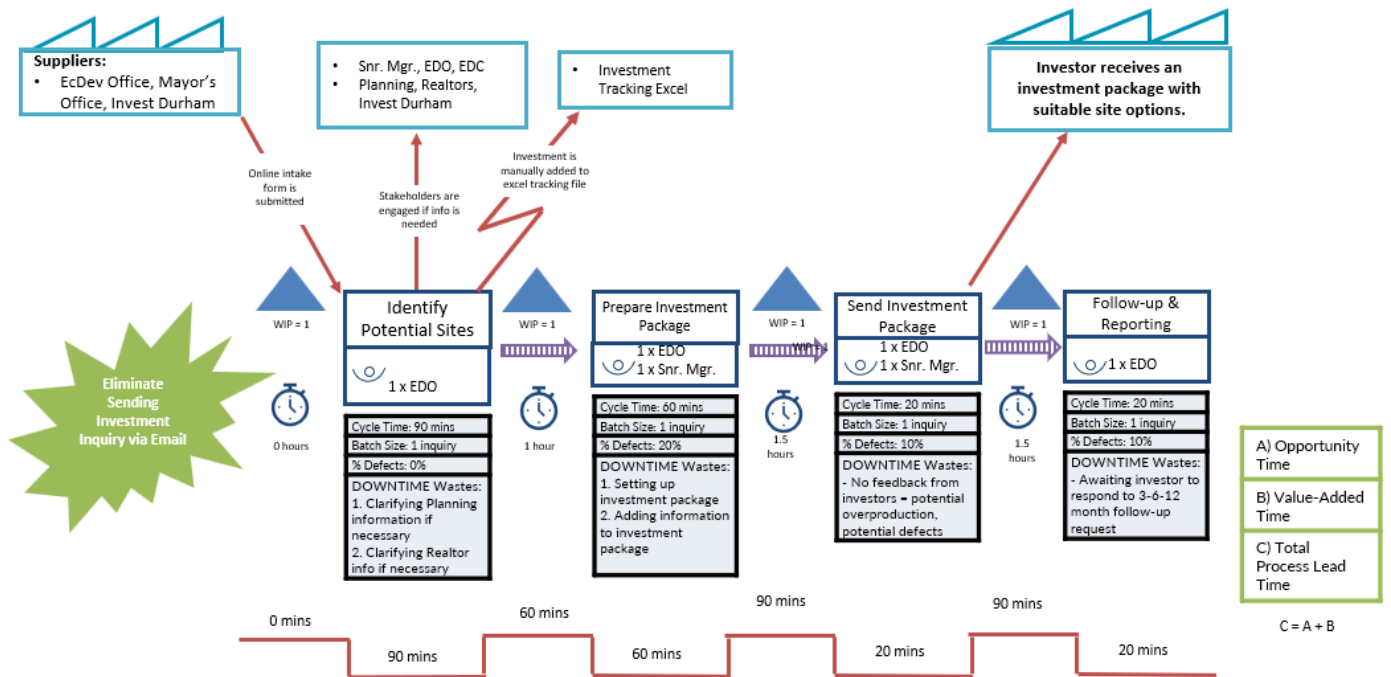 Suppliers:
• EcDev Office, Mayor's
Office, Invest Durham
• Snr. Mgr., EDO, EDC
• Planning, Realtors,
Invest Durham
• Investment
Tracking Excel
Investor receives an
investment package with
suitable site options.
Online intake
form is
submitted
Stakeholders are
engaged if info is
needed
Investment is
manually added to
excel tracking file
Eliminate
Sending
Investment
Inquiry via Email
WIP = 1
0 hours
Identify
Potential Sites
1 x EDO
Cycle Time: 90 mins
Batch Size: 1 inquiry
% Defects: 0%
DOWNTIME Wastes:
1. Clarifying Planning
information if
necessary
2. Clarifying Realtor
info if necessary
WIP = 1
1 hour
Prepare Investment
Package
1 x EDO
1 x Snr. Mgr.
Cycle Time: 60 mins
Batch Size: 1 inquiry
% Defects: 20%
DOWNTIME Wastes:
1. Setting up
investment package
2. Adding information
to investment
package
WIP = 1
WIP = 1
1.5
hours
Send Investment
Package
1 x EDO
1 x Snr. Mgr.
Cycle Time: 20 mins
Batch Size: 1 inquiry
% Defects: 10%
DOWNTIME Wastes:
- No feedback from
investors = potential
overproduction,
potential defects
WIP = 1
1.5
hours
Follow-up &
Reporting
1 x EDO
Cycle Time: 20 mins
Batch Size: 1 inquiry
% Defects: 10%
DOWNTIME Wastes:
- Awaiting investor to
respond to 3-6-12
month follow-up
request
A) Opportunity
Time
B) Value-Added
Time
C) Total
Process Lead
Time
C = A + B
0 mins
90 mins
60 mins
60 mins
90 mins
20 mins
90 mins
20 mins